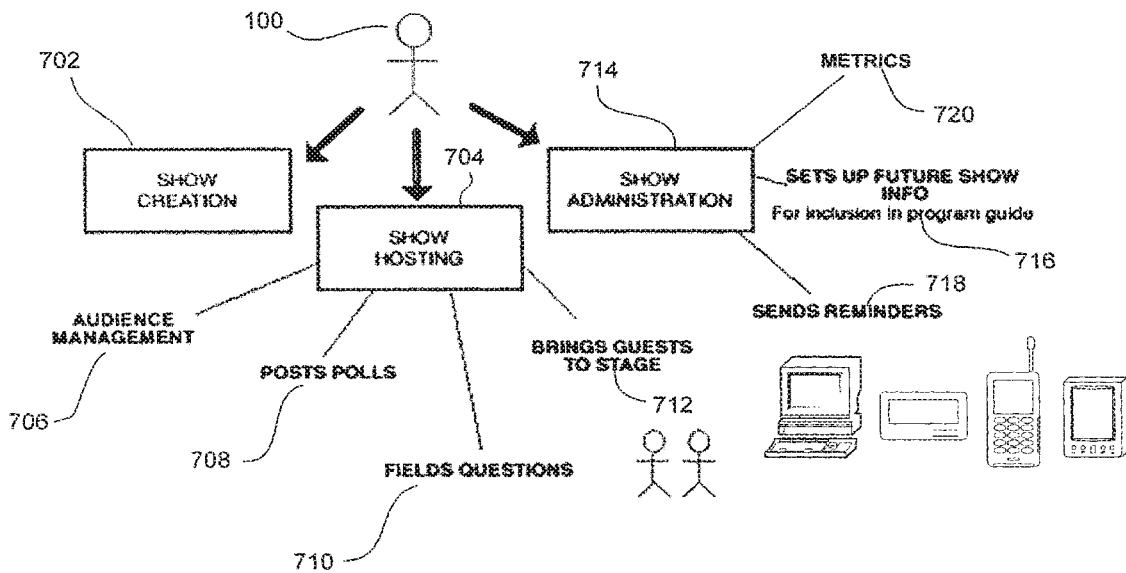 100
702
714
METRICS
720
704
SHOW
CREATION
SHOW
ADMINISTRATION
SETS UP FUTURE SHOW
INFO
For inclusion in program guide
716
SHOW
HOSTING
718
SENDS REMINDERS
AUDIENCE
MANAGEMENT
706
POSTS POLLS
708
BRINGS GUESTS
TO STAGE
712
FIELDS QUESTIONS
710